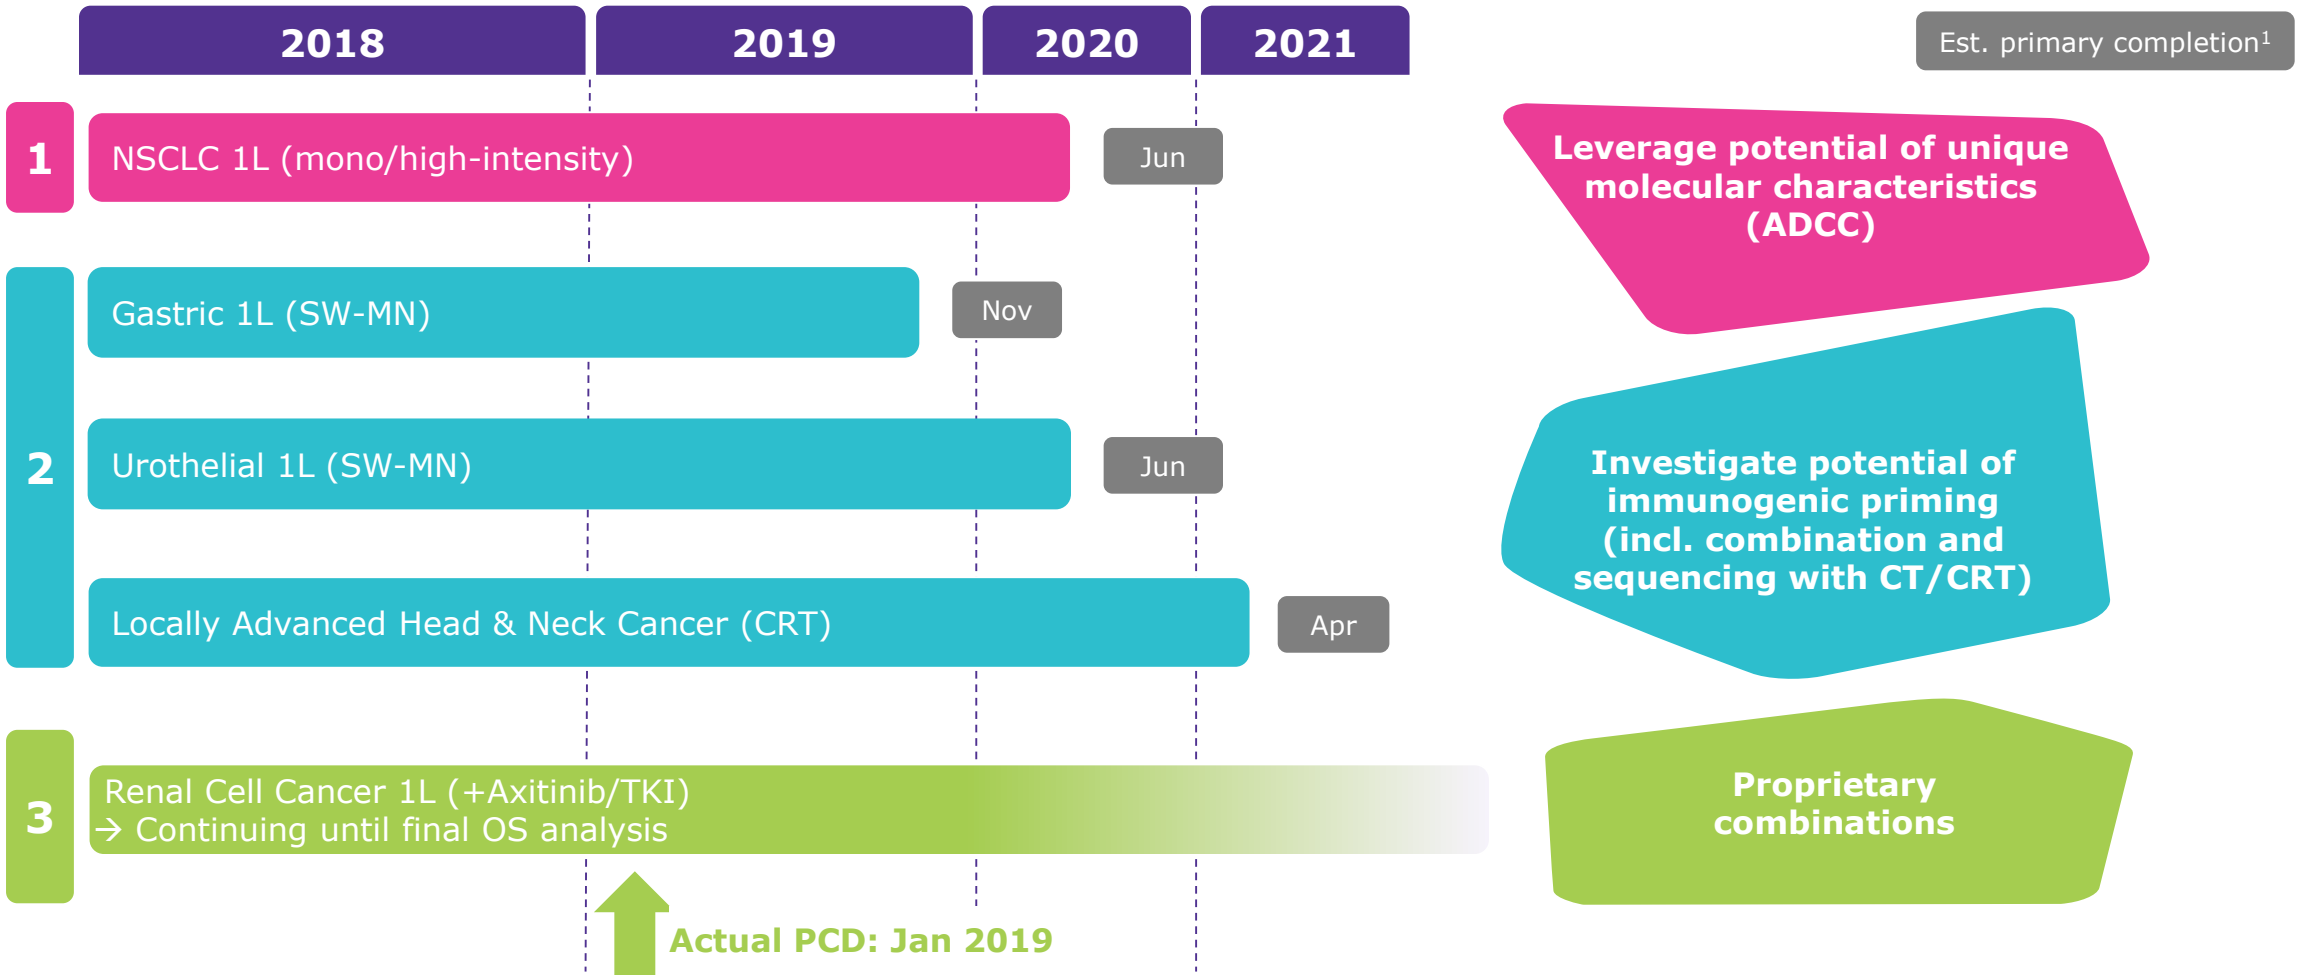 2018
2019
2020
2021
Est. primary completion¹
1
NSCLC 1L (mono/high-intensity)
Jun
Leverage potential of unique
molecular characteristics
(ADCC)
2
Gastric 1L (SW-MN)
Nov
Urothelial 1L (SW-MN)
Jun
Locally Advanced Head & Neck Cancer (CRT)
Apr
Investigate potential of
immunogenic priming
(incl. combination and
sequencing with CT/CRT)
3
Renal Cell Cancer 1L (+Axitinib/TKI)
→ Continuing until final OS analysis
Proprietary
combinations
Actual PCD: Jan 2019